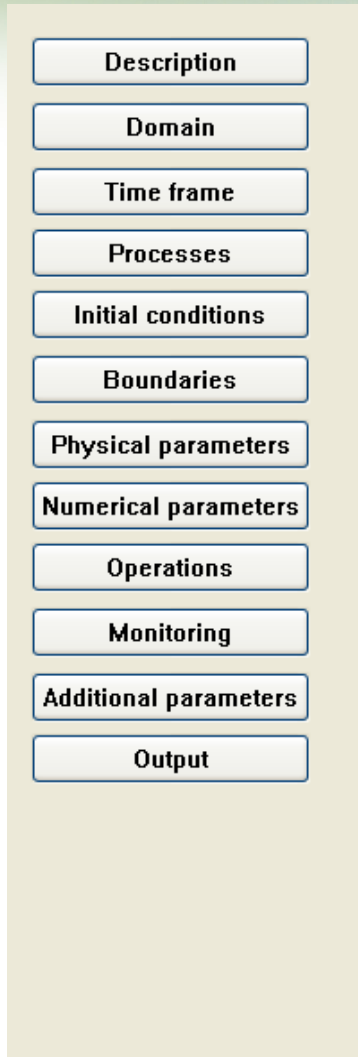 Description
Domain
Time frame
Processes
Initial conditions
Boundaries
Physical parameters
Numerical parameters
Operations
Monitoring
Additional parameters
Output